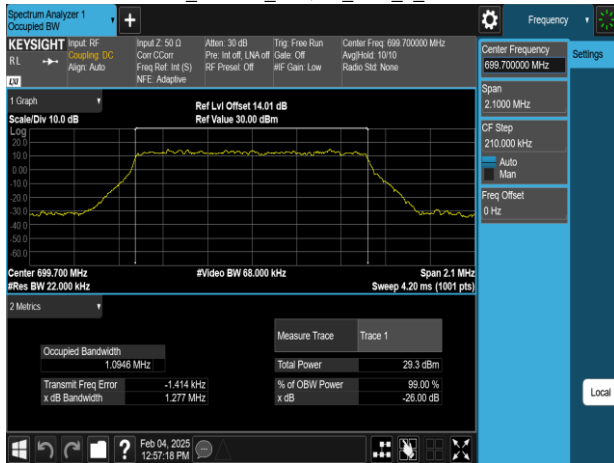 Spectrum Analyzer 1
Occupied BW
Frequency
KEYSIGHT
Input: RF
Input Z: 50 Ω
Atten: 30 dB
Trig: Free Run
Center Freq: 699.700000 MHz
RL
Coupling: DC
Corr CCorr
Pre: Int off, LNA off
Gate: Off
Avg|Hold: 10/10
Align: Auto
Freq Ref: Int (S)
RF Preset: Off
#IF Gain: Low
Radio Std: None
LXI
NFE: Adaptive
Center Frequency
699.700000 MHz
Settings
Span
2.1000 MHz
CF Step
210.000 kHz
Auto
Man
Freq Offset
0 Hz
1 Graph
Ref Lvl Offset 14.01 dB
Scale/Div 10.0 dB
Ref Value 30.00 dBm
Log
20.0
10.0
0.00
-10.0
-20.0
-30.0
-40.0
-50.0
-60.0
Center 699.700 MHz
#Video BW 68.000 kHz
Span 2.1 MHz
#Res BW 22.000 kHz
Sweep 4.20 ms (1001 pts)
2 Metrics
Measure Trace
Trace 1
Occupied Bandwidth
1.0946 MHz
Total Power
29.3 dBm
Transmit Freq Error
-1.414 kHz
% of OBW Power
99.00 %
x dB Bandwidth
1.277 MHz
x dB
-26.00 dB
Local
Feb 04, 2025
12:57:18 PM